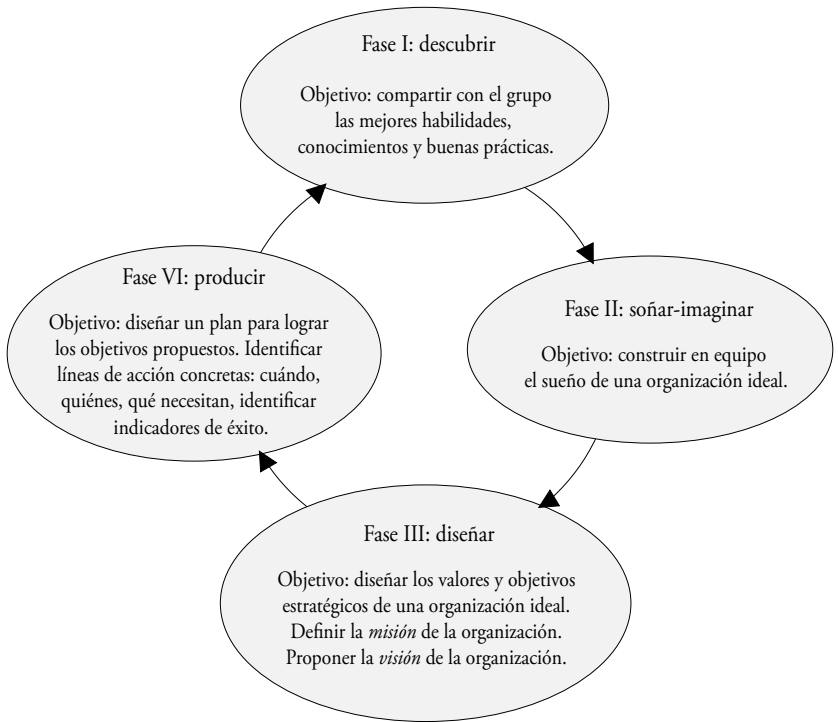 Fase I: descubrir
Objetivo: compartir con el grupo
las mejores habilidades,
conocimientos y buenas prácticas.
Fase II: soñar-imaginar
Objetivo: construir en equipo
el sueño de una organización ideal.
Fase III: diseñar
Objetivo: diseñar los valores y objetivos
estratégicos de una organización ideal.
Definir la misión de la organización.
Proponer la visión de la organización.
Fase VI: producir
Objetivo: diseñar un plan para lograr
los objetivos propuestos. Identificar
líneas de acción concretas: cuándo,
quiénes, qué necesitan, identificar
indicadores de éxito.